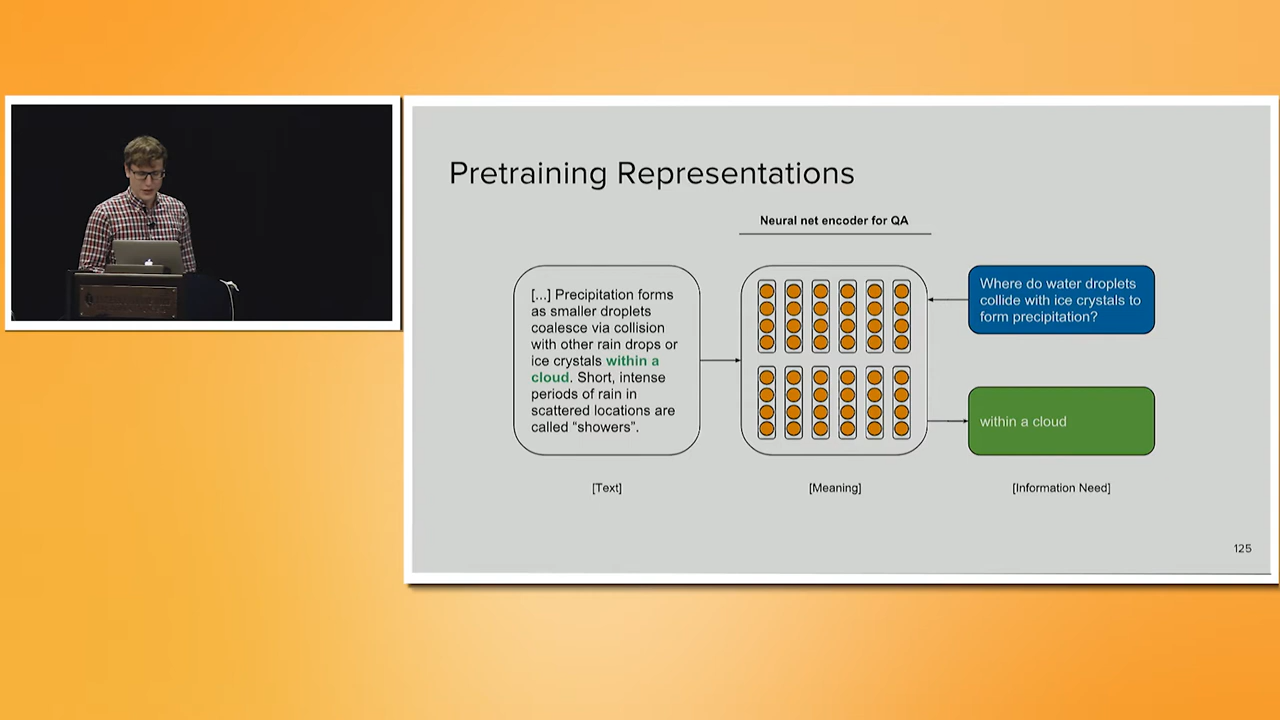 Pretraining Representations
Neural net encoder for QA
[...] Precipitation forms
as smaller droplets
coalesce via collision
with other rain drops or
ice crystals within a
cloud. Short, intense
periods of rain in
scattered locations are
called "showers".
Where do water droplets
collide with ice crystals to
form precipitation?
within a cloud
[Text]
[Meaning]
[Information Need]
125